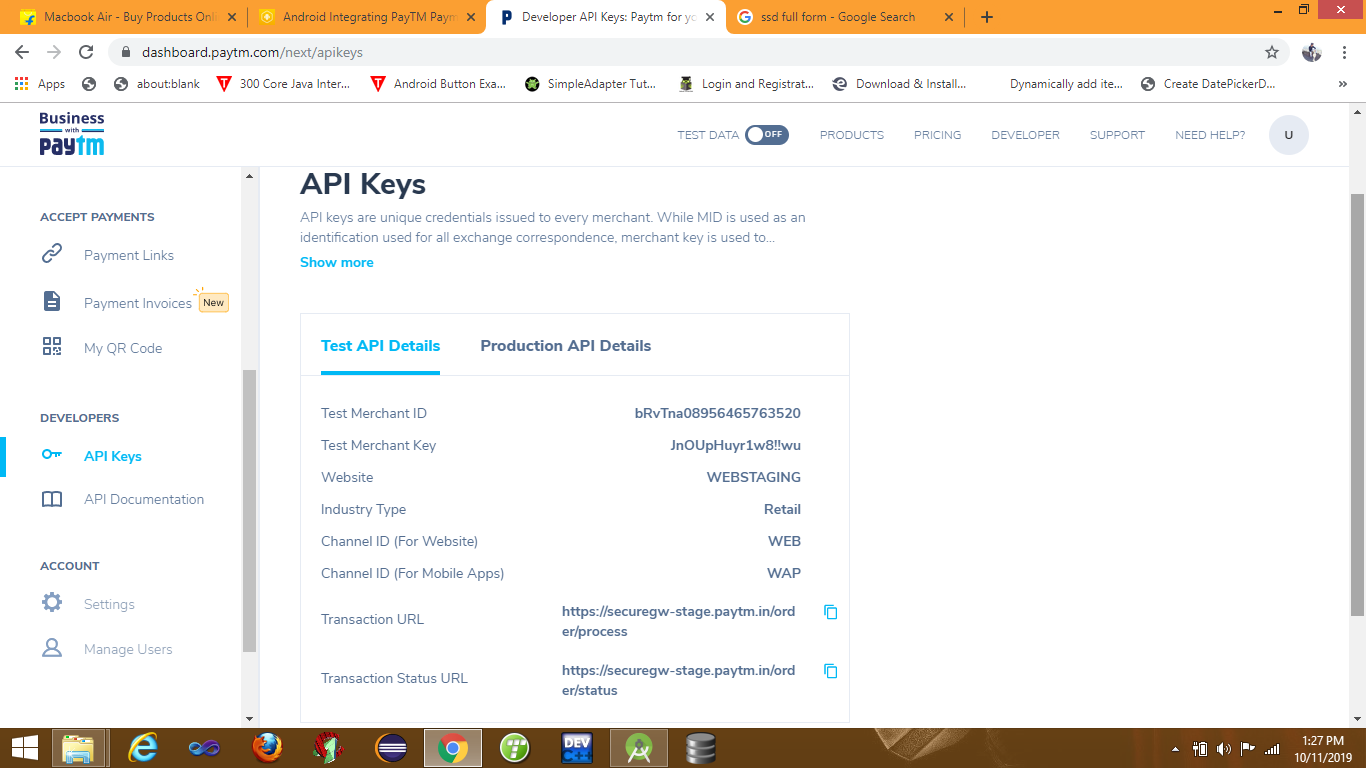 Macbook Air - Buy Products Onli
Android Integrating PayTM Paym
Developer API Keys: Paytm for yo
ssd full form - Google Search
dashboard.paytm.com/next/apikeys
Apps
about:blank
300 Core Java Inter...
Android Button Exa...
SimpleAdapter Tut...
Login and Registrat...
Download & Install...
Dynamically add ite...
Create DatePickerD...
»
Business
with
paytm
TEST DATA OFF
PRODUCTS
PRICING
DEVELOPER
SUPPORT
NEED HELP?
U
ACCEPT PAYMENTS
Payment Links
Payment Invoices New
My QR Code
DEVELOPERS
API Keys
API Documentation
ACCOUNT
Settings
Manage Users
API Keys
API keys are unique credentials issued to every merchant. While MID is used as an
identification used for all exchange correspondence, merchant key is used to...
Show more
Test API Details Production API Details
Test Merchant ID bRvTna08956465763520
Test Merchant Key JnOUpHuyr1w8!!wu
Website WEBSTAGING
Industry Type Retail
Channel ID (For Website) WEB
Channel ID (For Mobile Apps) WAP
Transaction URL https://securegw-stage.paytm.in/ord
er/process
Transaction Status URL https://securegw-stage.paytm.in/ord
er/status
DEV
C++
1:27 PM
10/11/2019